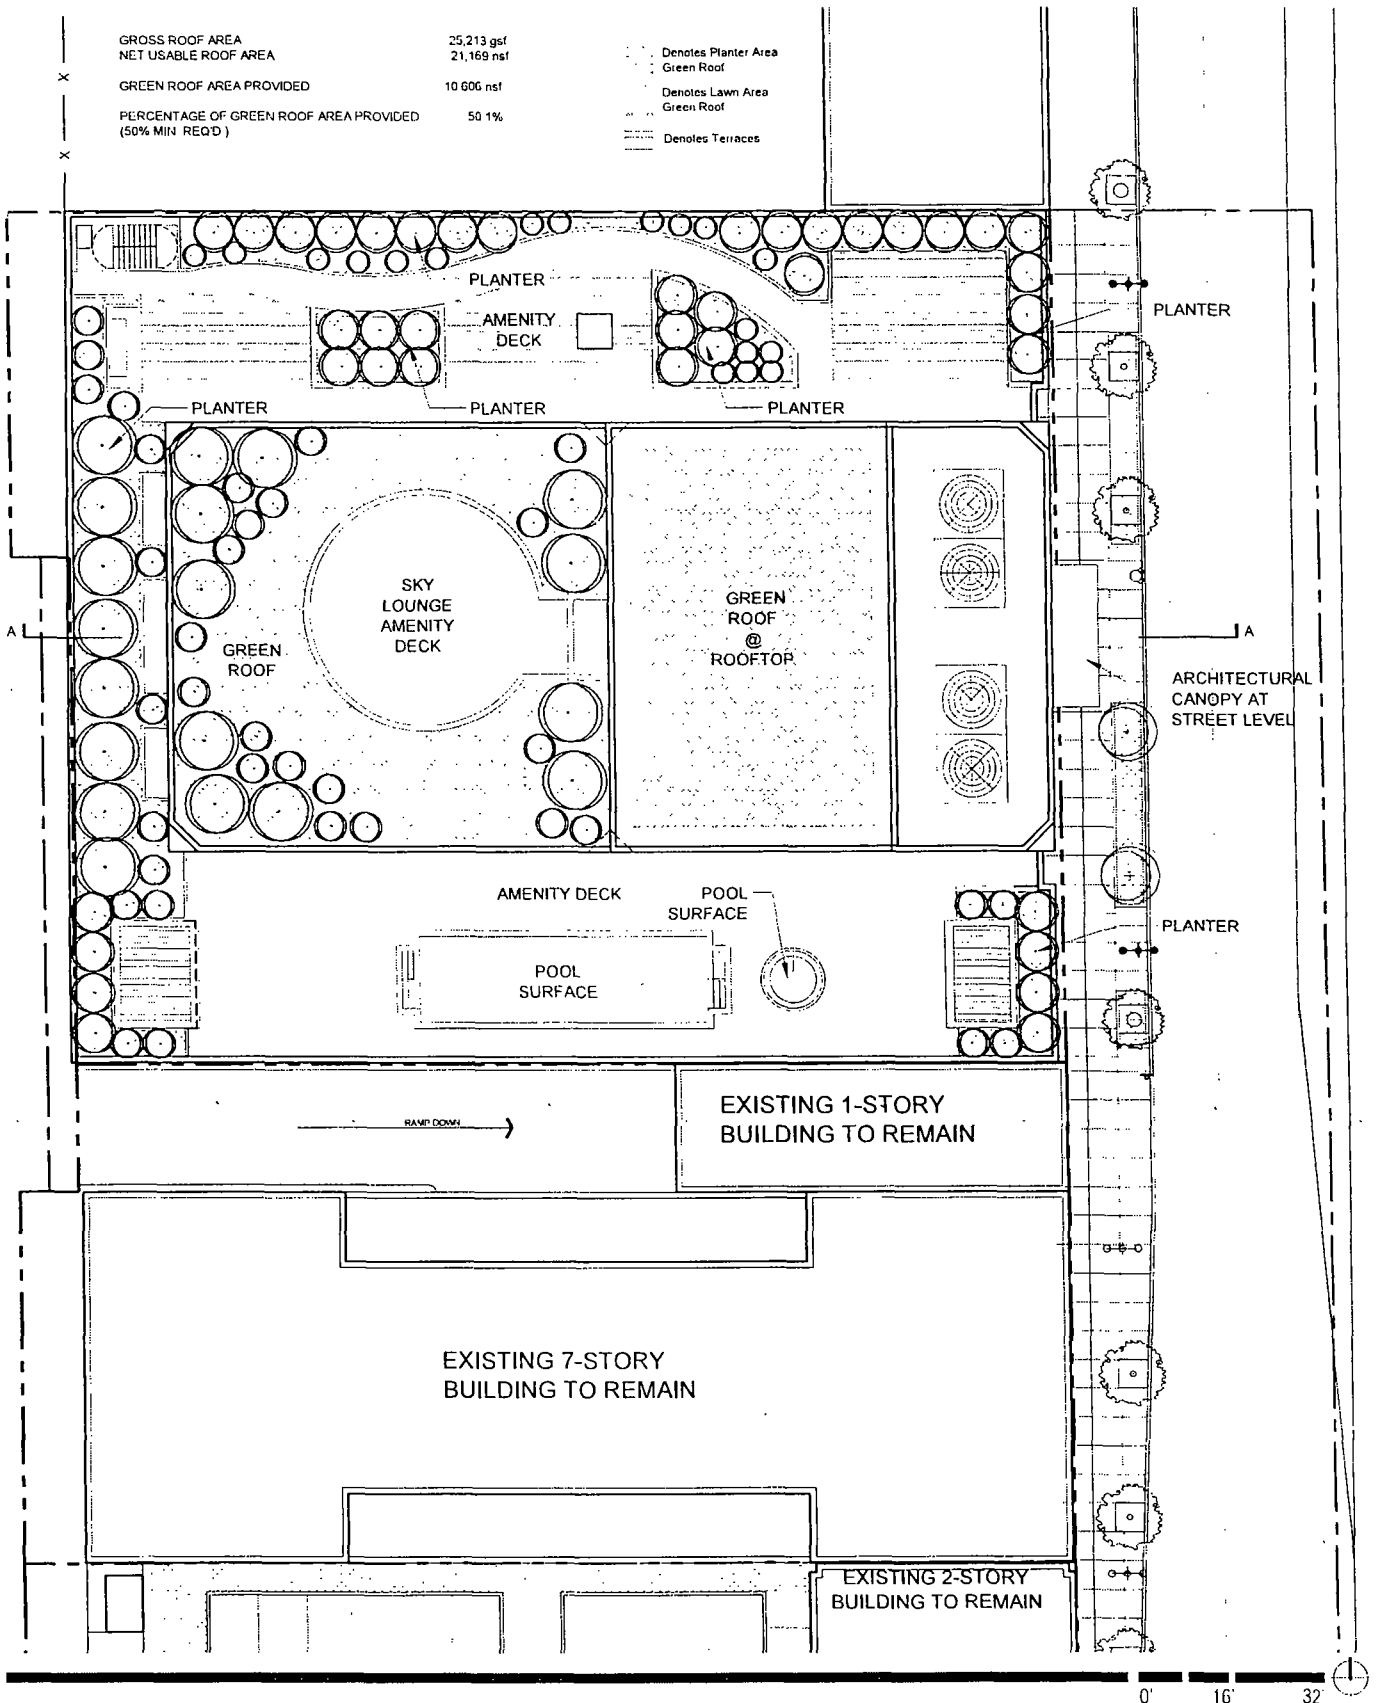 GROSS ROOF AREA 25,213 gsf
NET USABLE ROOF AREA 21,169 nsf
GREEN ROOF AREA PROVIDED 10 606 nsf
PERCENTAGE OF GREEN ROOF AREA PROVIDED 50 1%
(50% MIN REQ'D )
Denotes Planter Area
Green Roof
Denotes Lawn Area
Green Roof
Denotes Terraces
X
X
PLANTER
AMENITY
DECK
PLANTER
PLANTER
PLANTER
PLANTER
SKY
LOUNGE
AMENITY
DECK
GREEN
ROOF
GREEN
ROOF
@
ROOFTOP
A
A
ARCHITECTURAL
CANOPY AT
STREET LEVEL
AMENITY DECK
POOL
SURFACE
POOL
SURFACE
PLANTER
RAMP DOWN
EXISTING 1-STORY
BUILDING TO REMAIN
EXISTING 7-STORY
BUILDING TO REMAIN
EXISTING 2-STORY
BUILDING TO REMAIN
0' 16' 32'